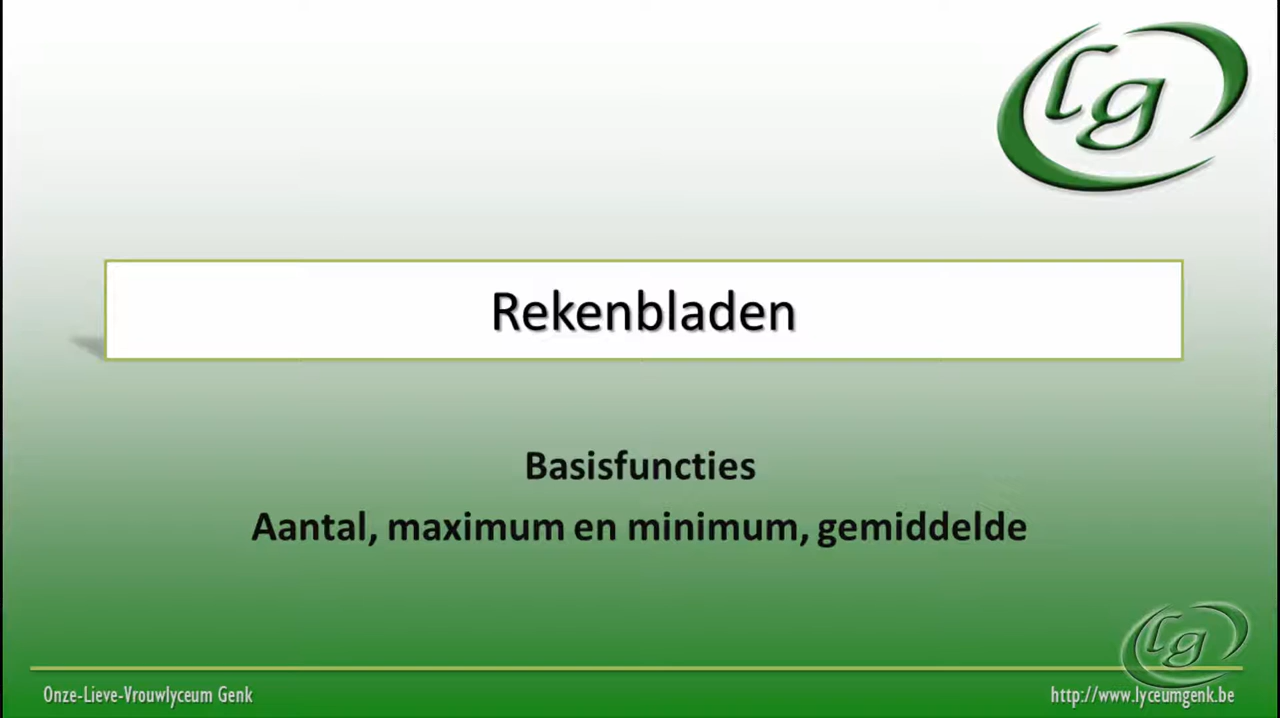 lg
Rekenbladen
Basisfuncties
Aantal, maximum en minimum, gemiddelde
lg
Onze-Lieve-Vrouwlyceum Genk
http://www.lyceumgenk.be